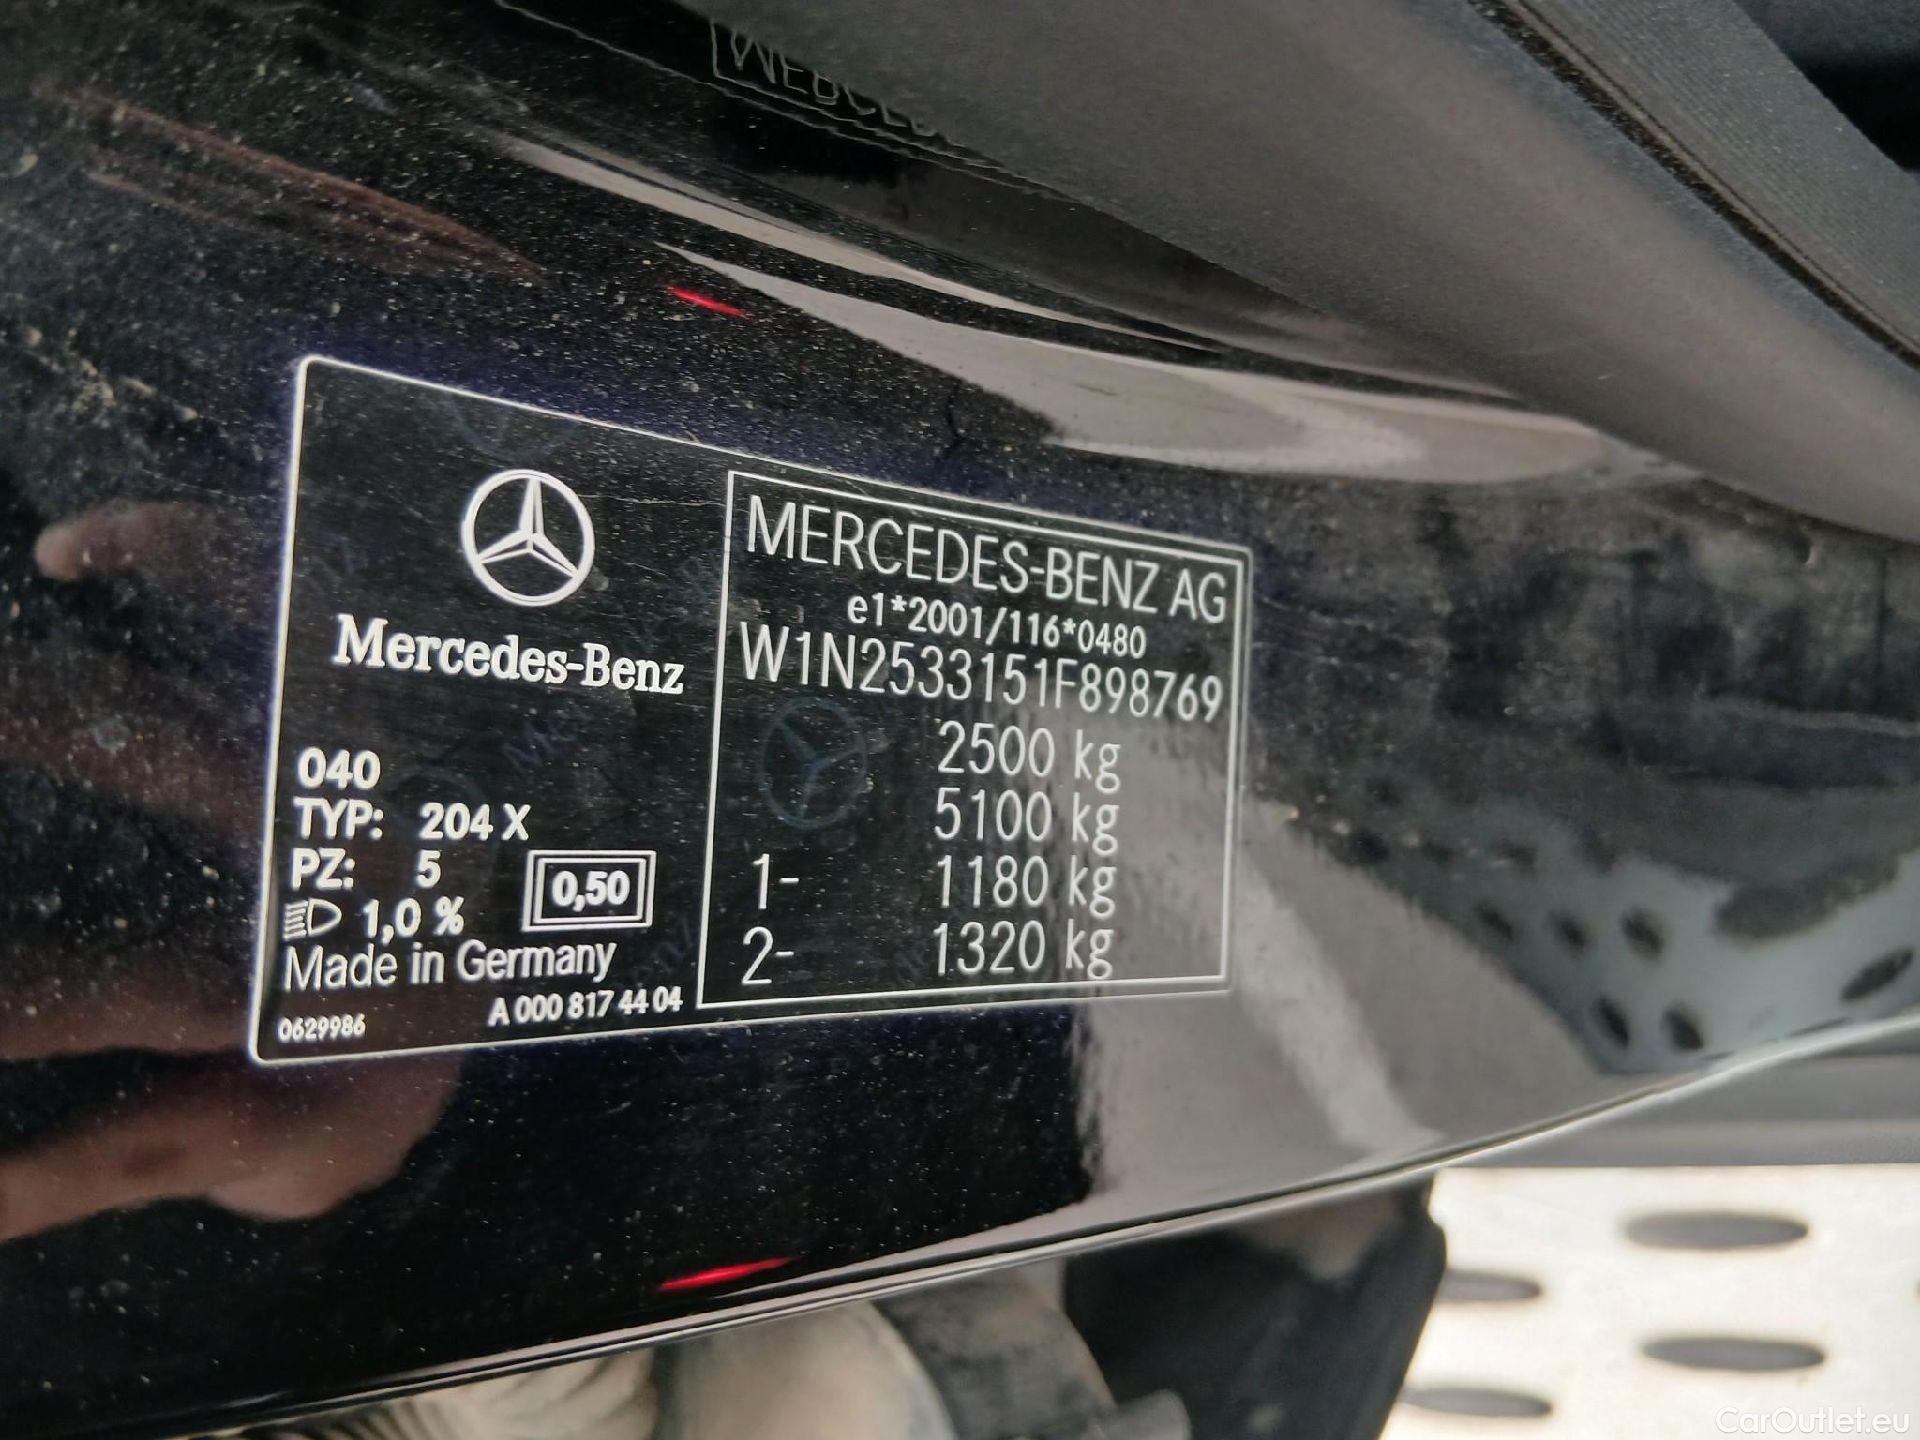 Mercedes-Benz
040
TYP: 204 X
PZ: 5
1,0 %
0,50
Made in Germany
A 000 817 44 04
0629986
MERCEDES-BENZ AG
e1*2001/116*0480
W1N2533151F898769
2500 kg
5100 kg
1- 1180 kg
2- 1320 kg
CarOutlet.eu